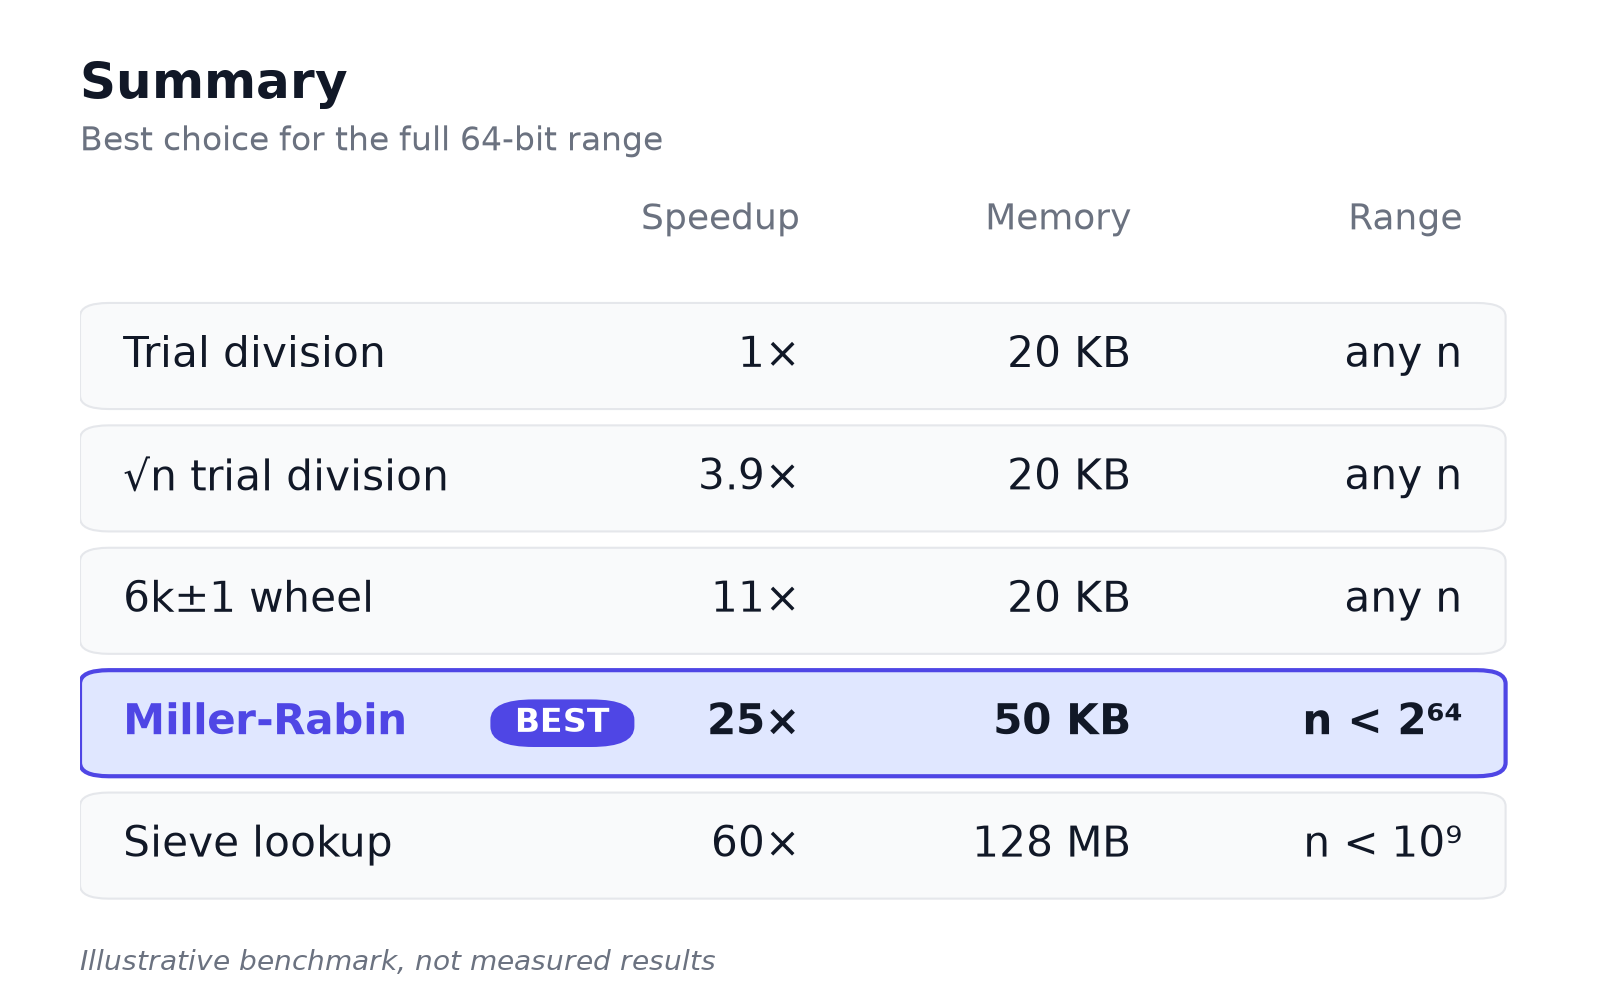 Summary
Best choice for the full 64-bit range
Speedup Memory Range
Trial division 1× 20 KB any n
√n trial division 3.9× 20 KB any n
6k±1 wheel 11× 20 KB any n
Miller-Rabin BEST 25× 50 KB n < 2⁶⁴
Sieve lookup 60× 128 MB n < 10⁹
Illustrative benchmark, not measured results